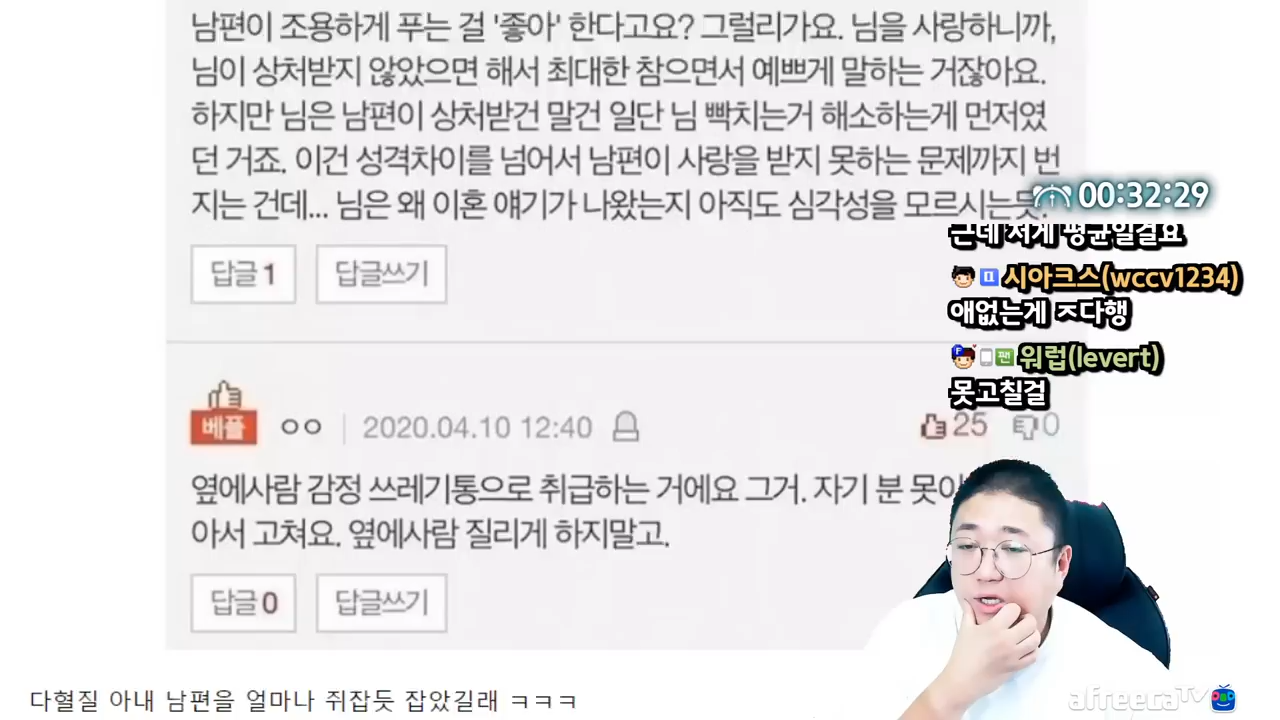 남편이 조용하게 푸는 걸 '좋아' 한다고요? 그럴리가요. 님을 사랑하니까,
님이 상처받지 않았으면 해서 최대한 참으면서 예쁘게 말하는 거잖아요.
하지만 님은 남편이 상처받건 말건 일단 님 빡치는거 해소하는게 먼저였
던 거죠. 이건 성격차이를 넘어서 남편이 사랑을 받지 못하는 문제까지 번
지는 건데... 님은 왜 이혼 얘기가 나왔는지 아직도 심각성을 모르시는듯.
답글 1 답글쓰기
00:32:29
근데 저게 평균일걸요
시아크스(wccv1234)
애없는게 ㅈ다행
팬 워럽(levert)
못고칠걸
베플 ㅇㅇ 2020.04.10 12:40 25 0
옆에사람 감정 쓰레기통으로 취급하는 거에요 그거. 자기 분 못이
아서 고쳐요. 옆에사람 질리게 하지말고.
답글 0 답글쓰기
다혈질 아내 남편을 얼마나 쥐잡듯 잡았길래 ㅋㅋㅋ
afreecaTV